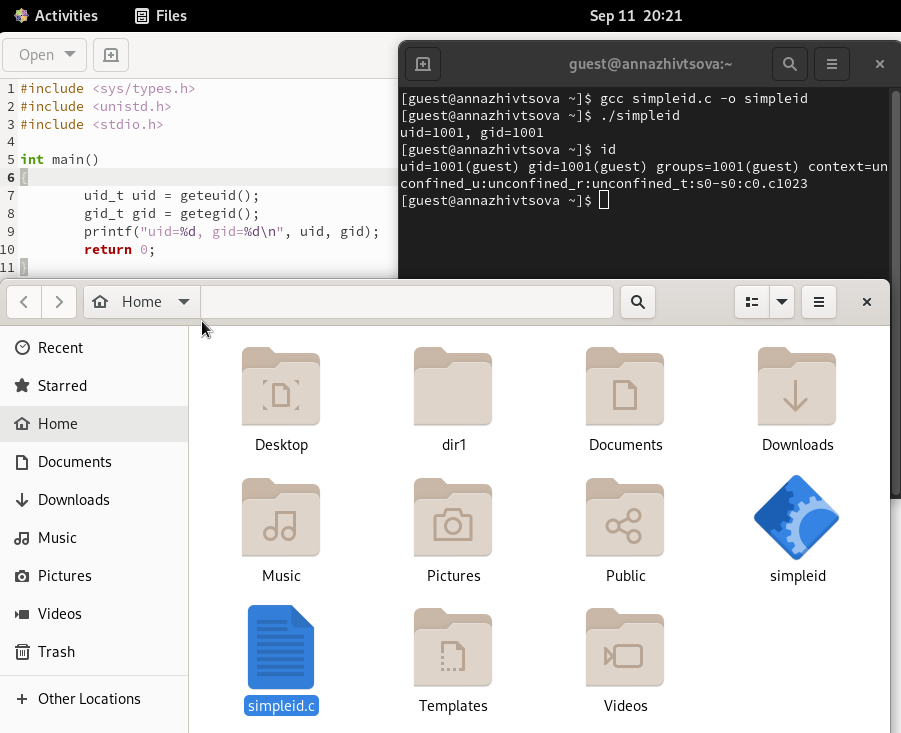 Activities
Files
Sep 11 20:21
Open
1 #include <sys/types.h>
2 #include <unistd.h>
3 #include <stdio.h>
4
5 int main()
6 {
7 uid_t uid = geteuid();
8 gid_t gid = getegid();
9 printf("uid=%d, gid=%d\n", uid, gid);
10 return 0;
11 }
guest@annazhivtsova:~
[guest@annazhivtsova ~]$ gcc simpleid.c -o simpleid
[guest@annazhivtsova ~]$ ./simpleid
uid=1001, gid=1001
[guest@annazhivtsova ~]$ id
uid=1001(guest) gid=1001(guest) groups=1001(guest) context=un
confined_u:unconfined_r:unconfined_t:s0-s0:c0.c1023
[guest@annazhivtsova ~]$
Home
Recent
Starred
Home
Documents
Downloads
Music
Pictures
Videos
Trash
Other Locations
Desktop
dir1
Documents
Downloads
Music
Pictures
Public
simpleid
simpleid.c
Templates
Videos